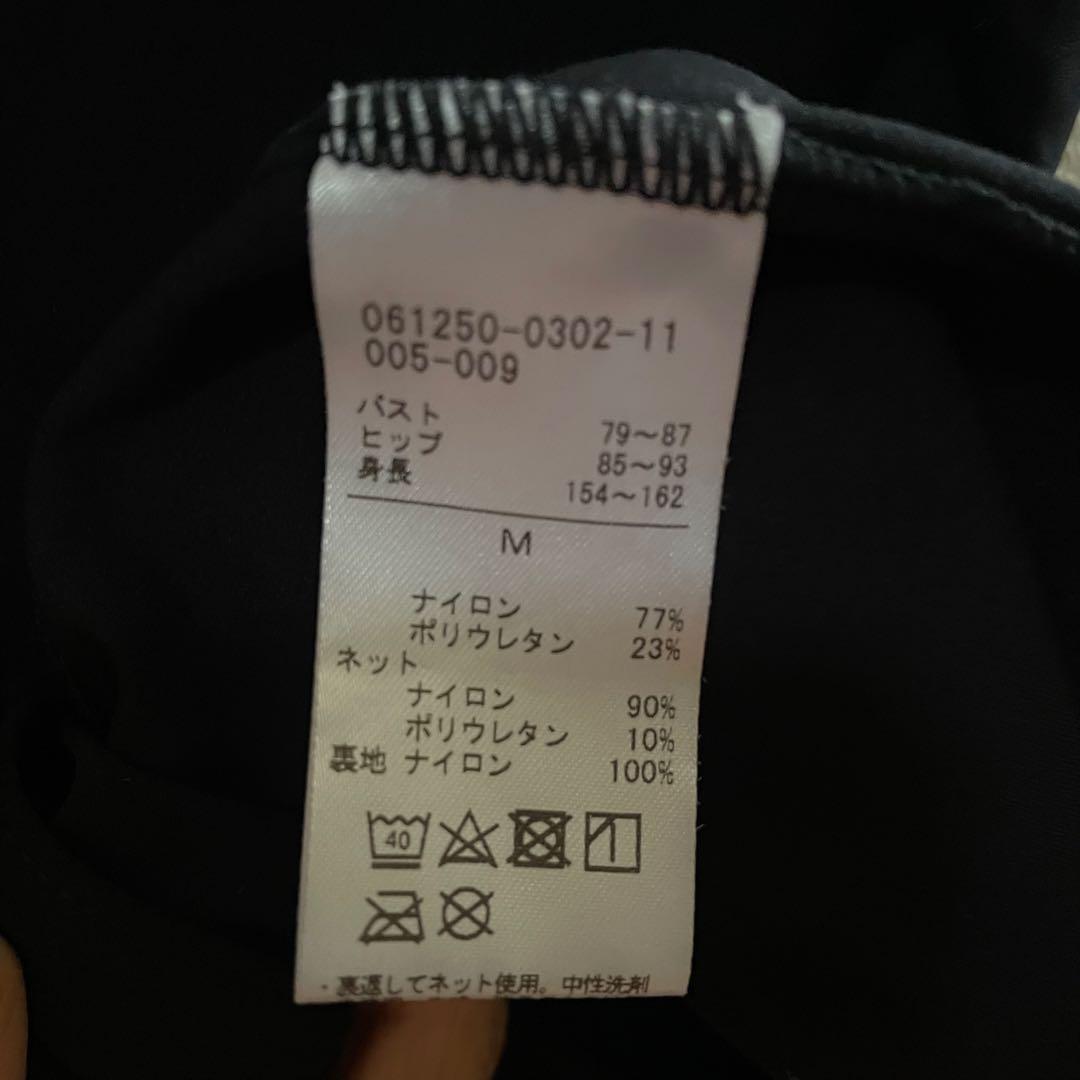 061250-0302-11
005-009
バスト 79～87
ヒップ 85～93
身長 154～162
M
ナイロン 77%
ポリウレタン 23%
ネット
ナイロン 90%
ポリウレタン 10%
裏地 ナイロン 100%
40
・裏返してネット使用。中性洗剤